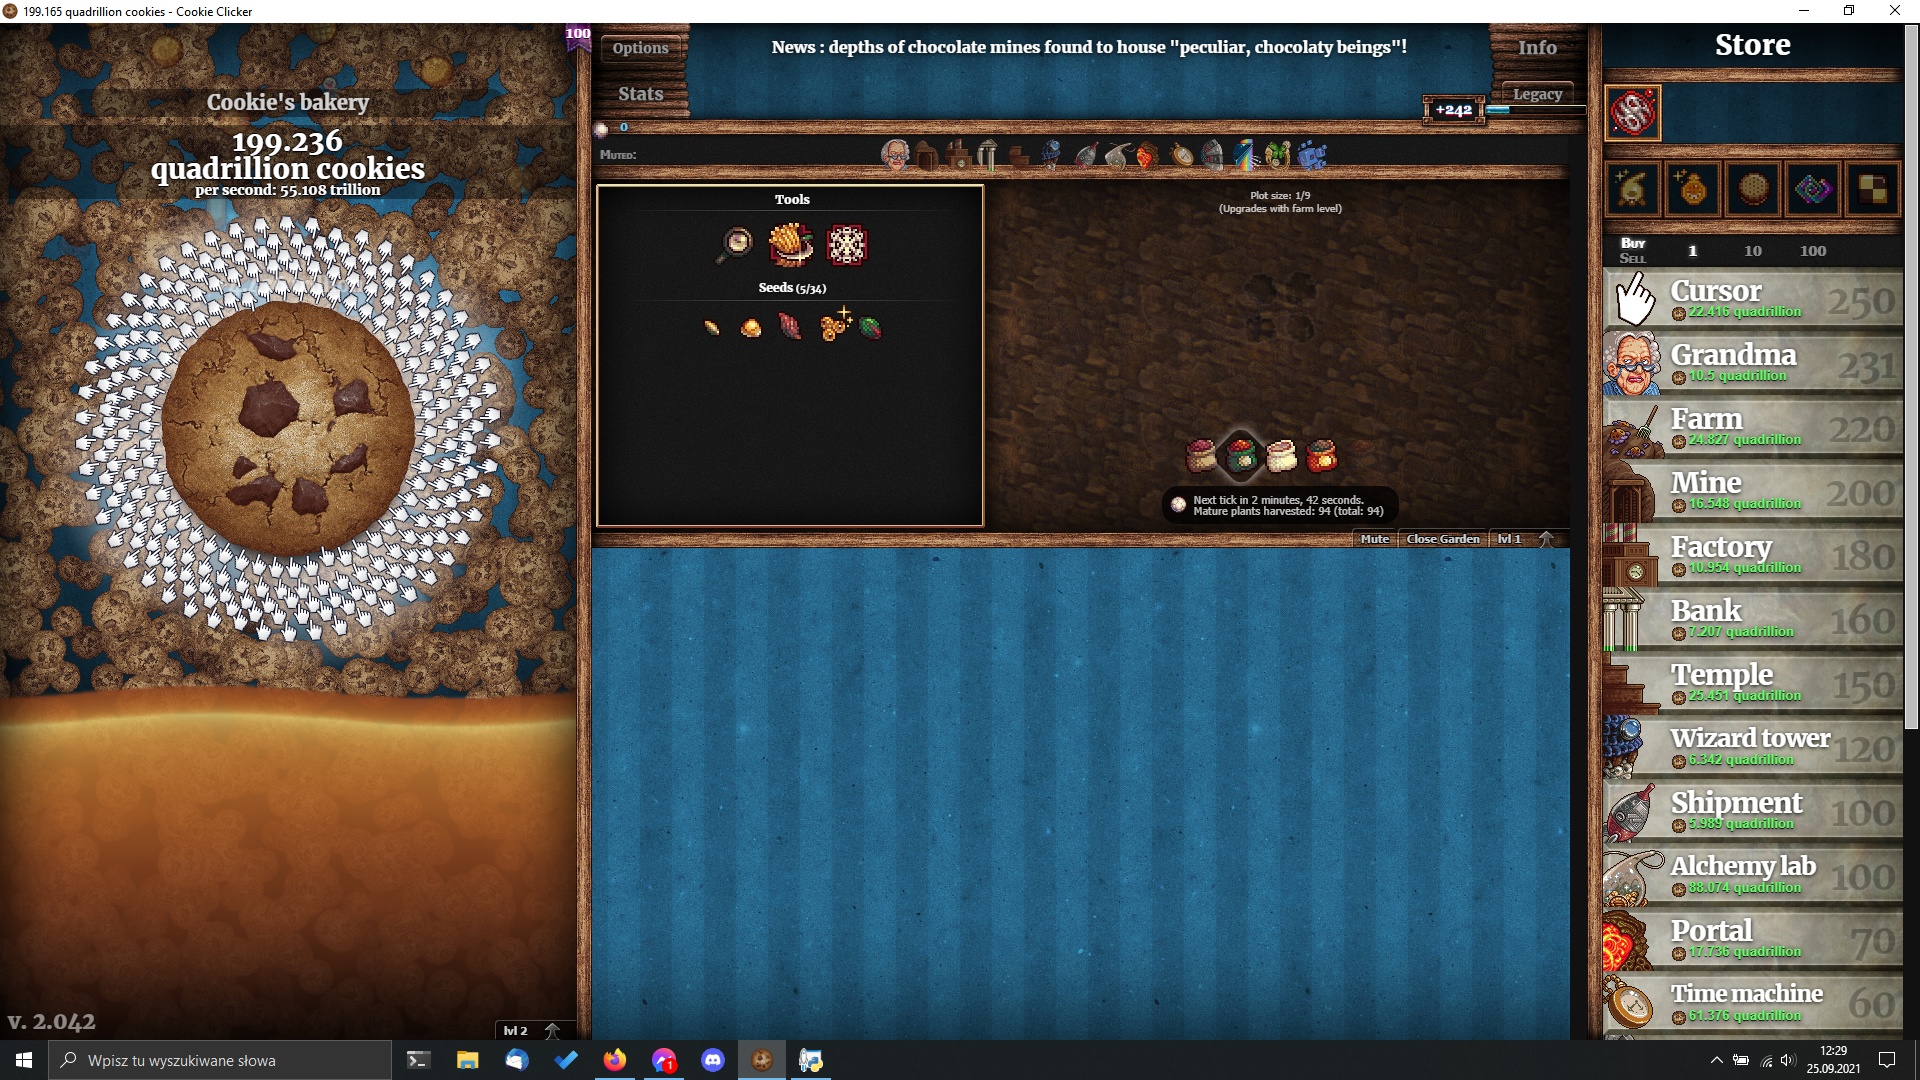 199.165 quadrillion cookies - Cookie Clicker
100
Options
Stats
News : depths of chocolate mines found to house "peculiar, chocolaty beings"!
Info
Legacy
+242
Cookie's bakery
199.236
quadrillion cookies
per second: 55.108 trillion
0
Muted:
Tools
Seeds (5/34)
Plot size: 1/9
(Upgrades with farm level)
Next tick in 2 minutes, 42 seconds.
Mature plants harvested: 94 (total: 94)
Mute
Close Garden
lvl 1
Store
Buy
Sell
1
10
100
Cursor
22.416 quadrillion
250
Grandma
10.5 quadrillion
231
Farm
24.827 quadrillion
220
Mine
16.548 quadrillion
200
Factory
10.954 quadrillion
180
Bank
7.207 quadrillion
160
Temple
25.451 quadrillion
150
Wizard tower
6.342 quadrillion
120
Shipment
5.989 quadrillion
100
Alchemy lab
88.074 quadrillion
100
Portal
17.736 quadrillion
70
Time machine
61.376 quadrillion
60
v. 2.042
lvl 2
Wpisz tu wyszukiwane słowa
1
12:29
25.09.2021